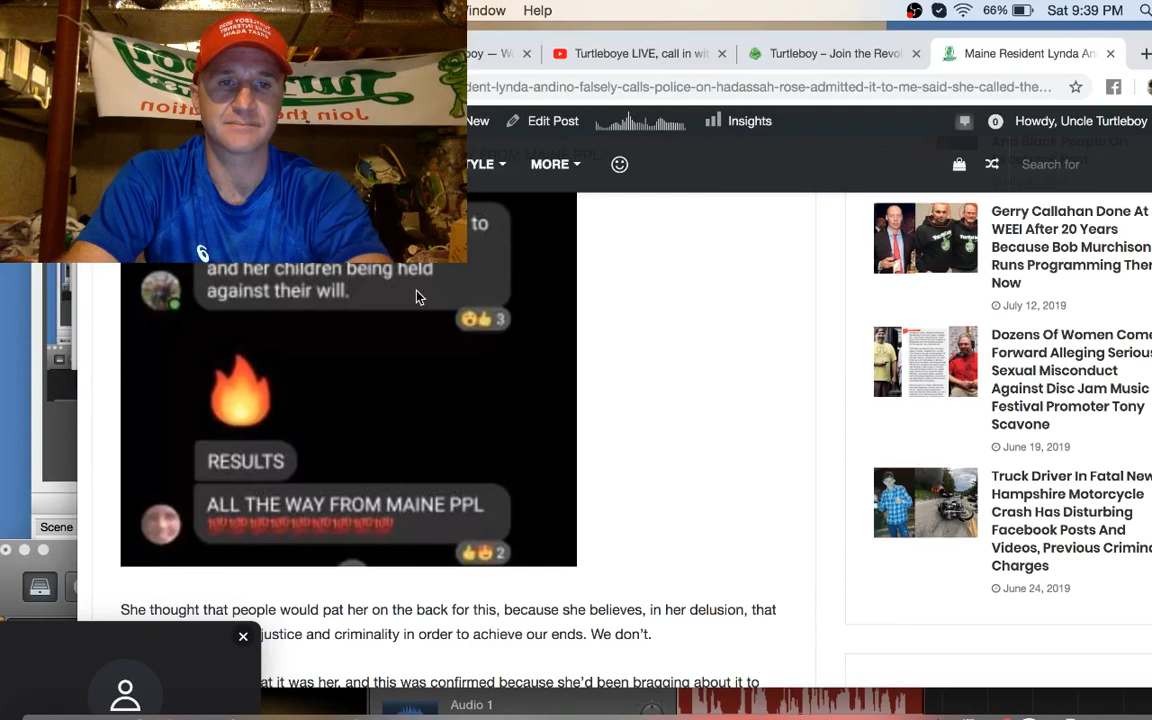 indow Help
66% Sat 9:39 PM
boy — W
Turtleboye LIVE, call in wit
Turtleboy – Join the Revol
Maine Resident Lynda An
dent-lynda-andino-falsely-calls-police-on-hadassah-rose-admitted-it-to-me-said-she-called-the...
New Edit Post Insights
0 Howdy, Uncle Turtleboy
TYLE MORE
Search for
Join the
to
and her children being held
against their will.
3
RESULTS
ALL THE WAY FROM MAINE PPL
2
She thought that people would pat her on the back for this, because she believes, in her delusion, that
justice and criminality in order to achieve our ends. We don't.
at it was her, and this was confirmed because she'd been bragging about it to
Gerry Callahan Done At
WEEI After 20 Years
Because Bob Murchison
Runs Programming Ther
Now
July 12, 2019
Dozens Of Women Come
Forward Alleging Serious
Sexual Misconduct
Against Disc Jam Music
Festival Promoter Tony
Scavone
June 19, 2019
Truck Driver In Fatal New
Hampshire Motorcycle
Crash Has Disturbing
Facebook Posts And
Videos, Previous Crimin
Charges
June 24, 2019
Scene
Audio 1